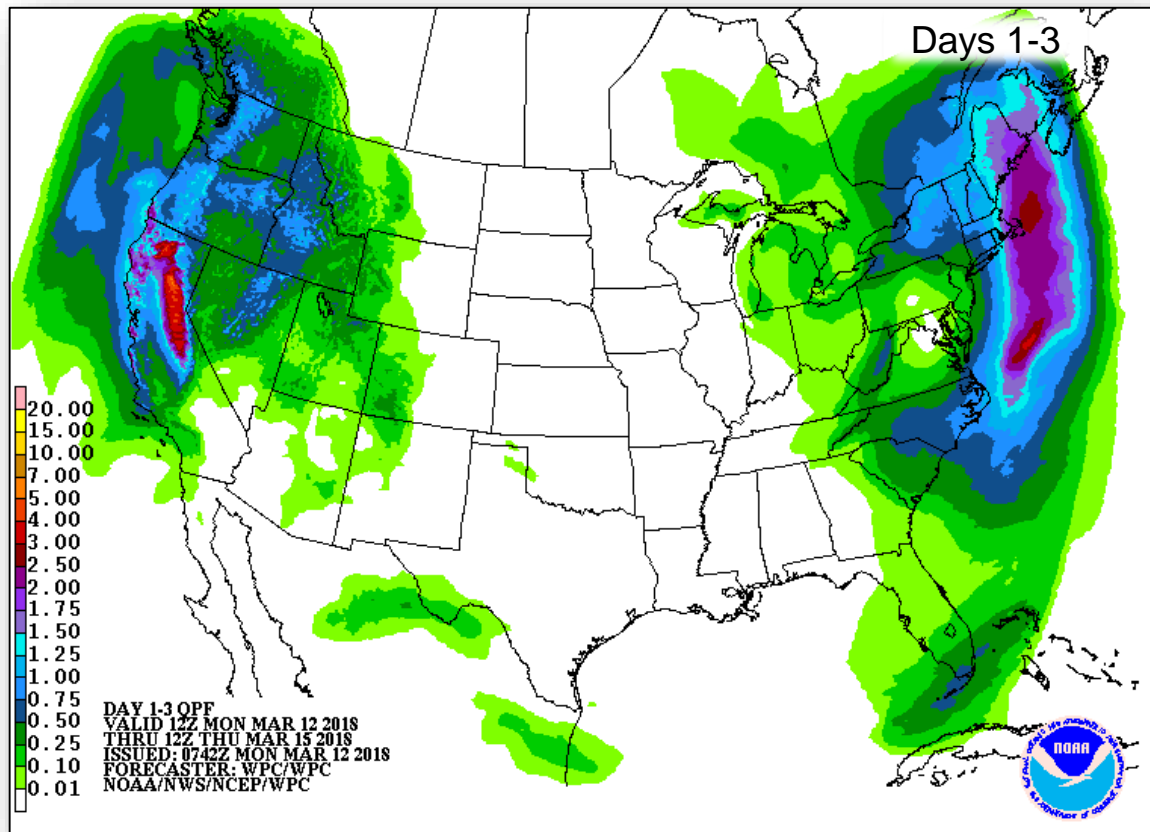 Days 1-3
20.00
15.00
10.00
7.00
5.00
4.00
3.00
2.50
2.00
1.75
1.50
1.25
1.00
0.75
0.50
0.25
0.10
0.01
DAY 1-3 QPF
VALID 12Z MON MAR 12 2018
THRU 12Z THU MAR 15 2018
ISSUED: 0742Z MON MAR 12 2018
FORECASTER: WPC/WPC
NOAA/NWS/NCEP/WPC
NOAA